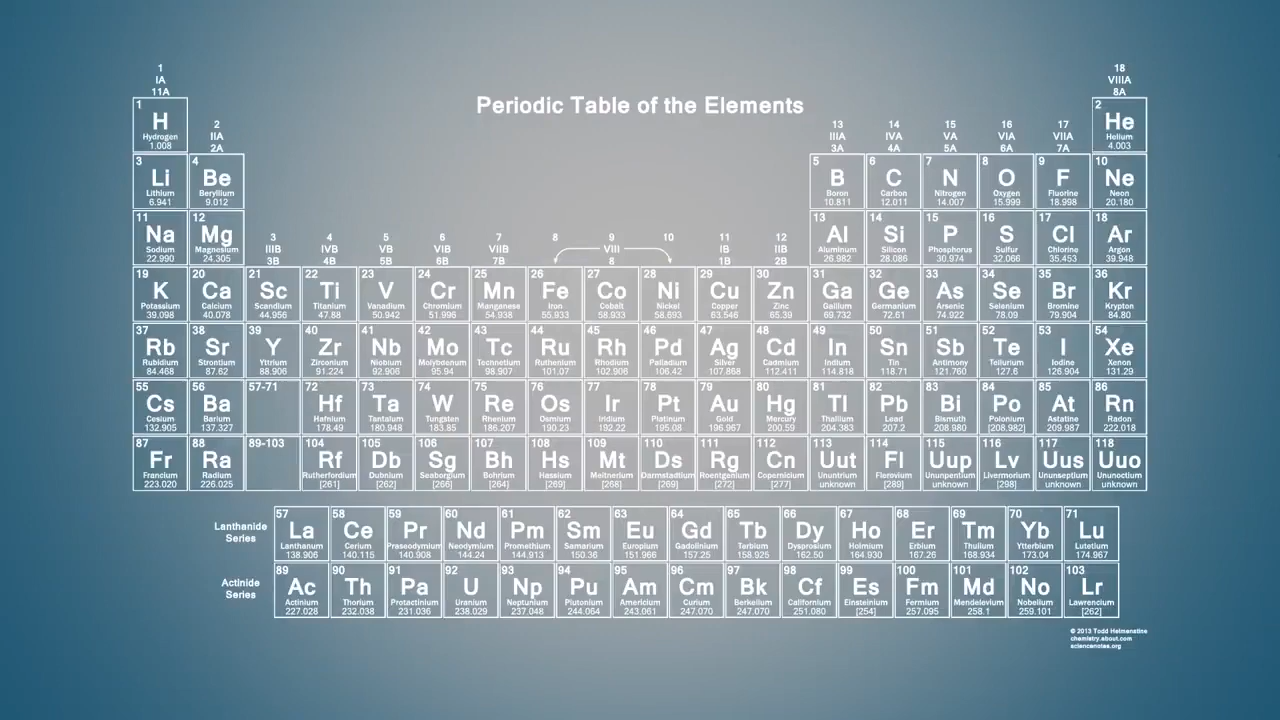 1
IA
11A
18
VIIIA
8A
Periodic Table of the Elements
1
H
Hydrogen
1.008
2
IIA
2A
13
IIIA
3A
14
IVA
4A
15
VA
5A
16
VIA
6A
17
VIIA
7A
2
He
Helium
4.003
3
Li
Lithium
6.941
4
Be
Beryllium
9.012
5
B
Boron
10.811
6
C
Carbon
12.011
7
N
Nitrogen
14.007
8
O
Oxygen
15.999
9
F
Fluorine
18.998
10
Ne
Neon
20.180
11
Na
Sodium
22.990
12
Mg
Magnesium
24.305
3
IIIB
3B
4
IVB
4B
5
VB
5B
6
VIB
6B
7
VIIB
7B
8
9
10
VIII
8
11
IB
1B
12
IIB
2B
13
Al
Aluminum
26.982
14
Si
Silicon
28.086
15
P
Phosphorus
30.974
16
S
Sulfur
32.066
17
Cl
Chlorine
35.453
18
Ar
Argon
39.948
19
K
Potassium
39.098
20
Ca
Calcium
40.078
21
Sc
Scandium
44.956
22
Ti
Titanium
47.88
23
V
Vanadium
50.942
24
Cr
Chromium
51.996
25
Mn
Manganese
54.938
26
Fe
Iron
55.933
27
Co
Cobalt
58.933
28
Ni
Nickel
58.693
29
Cu
Copper
63.546
30
Zn
Zinc
65.39
31
Ga
Gallium
69.732
32
Ge
Germanium
72.61
33
As
Arsenic
74.922
34
Se
Selenium
78.09
35
Br
Bromine
79.904
36
Kr
Krypton
84.80
37
Rb
Rubidium
84.468
38
Sr
Strontium
87.62
39
Y
Yttrium
88.906
40
Zr
Zirconium
91.224
41
Nb
Niobium
92.906
42
Mo
Molybdenum
95.94
43
Tc
Technetium
98.907
44
Ru
Ruthenium
101.07
45
Rh
Rhodium
102.906
46
Pd
Palladium
106.42
47
Ag
Silver
107.868
48
Cd
Cadmium
112.411
49
In
Indium
114.818
50
Sn
Tin
118.71
51
Sb
Antimony
121.760
52
Te
Tellurium
127.6
53
I
Iodine
126.904
54
Xe
Xenon
131.29
55
Cs
Cesium
132.905
56
Ba
Barium
137.327
57-71
72
Hf
Hafnium
178.49
73
Ta
Tantalum
180.948
74
W
Tungsten
183.85
75
Re
Rhenium
186.207
76
Os
Osmium
190.23
77
Ir
Iridium
192.22
78
Pt
Platinum
195.08
79
Au
Gold
196.967
80
Hg
Mercury
200.59
81
Tl
Thallium
204.383
82
Pb
Lead
207.2
83
Bi
Bismuth
208.980
84
Po
Polonium
[208.982]
85
At
Astatine
209.987
86
Rn
Radon
222.018
87
Fr
Francium
223.020
88
Ra
Radium
226.025
89-103
104
Rf
Rutherfordium
[261]
105
Db
Dubnium
[262]
106
Sg
Seaborgium
[266]
107
Bh
Bohrium
[264]
108
Hs
Hassium
[269]
109
Mt
Meitnerium
[268]
110
Ds
Darmstadtium
[269]
111
Rg
Roentgenium
[272]
112
Cn
Copernicium
[277]
113
Uut
Ununtrium
unknown
114
Fl
Flerovium
[289]
115
Uup
Ununpentium
unknown
116
Lv
Livermorium
[298]
117
Uus
Ununseptium
unknown
118
Uuo
Ununoctium
unknown
Lanthanide
Series
57
La
Lanthanum
138.906
58
Ce
Cerium
140.115
59
Pr
Praseodymium
140.908
60
Nd
Neodymium
144.24
61
Pm
Promethium
144.913
62
Sm
Samarium
150.36
63
Eu
Europium
151.966
64
Gd
Gadolinium
157.25
65
Tb
Terbium
158.925
66
Dy
Dysprosium
162.50
67
Ho
Holmium
164.930
68
Er
Erbium
167.26
69
Tm
Thulium
168.934
70
Yb
Ytterbium
173.04
71
Lu
Lutetium
174.967
Actinide
Series
89
Ac
Actinium
227.028
90
Th
Thorium
232.038
91
Pa
Protactinium
231.036
92
U
Uranium
238.029
93
Np
Neptunium
237.048
94
Pu
Plutonium
244.064
95
Am
Americium
243.061
96
Cm
Curium
247.070
97
Bk
Berkelium
247.070
98
Cf
Californium
251.080
99
Es
Einsteinium
[254]
100
Fm
Fermium
257.095
101
Md
Mendelevium
258.1
102
No
Nobelium
259.101
103
Lr
Lawrencium
[262]
© 2013 Todd Helmenstine
chemistry.about.com
sciencenotes.org